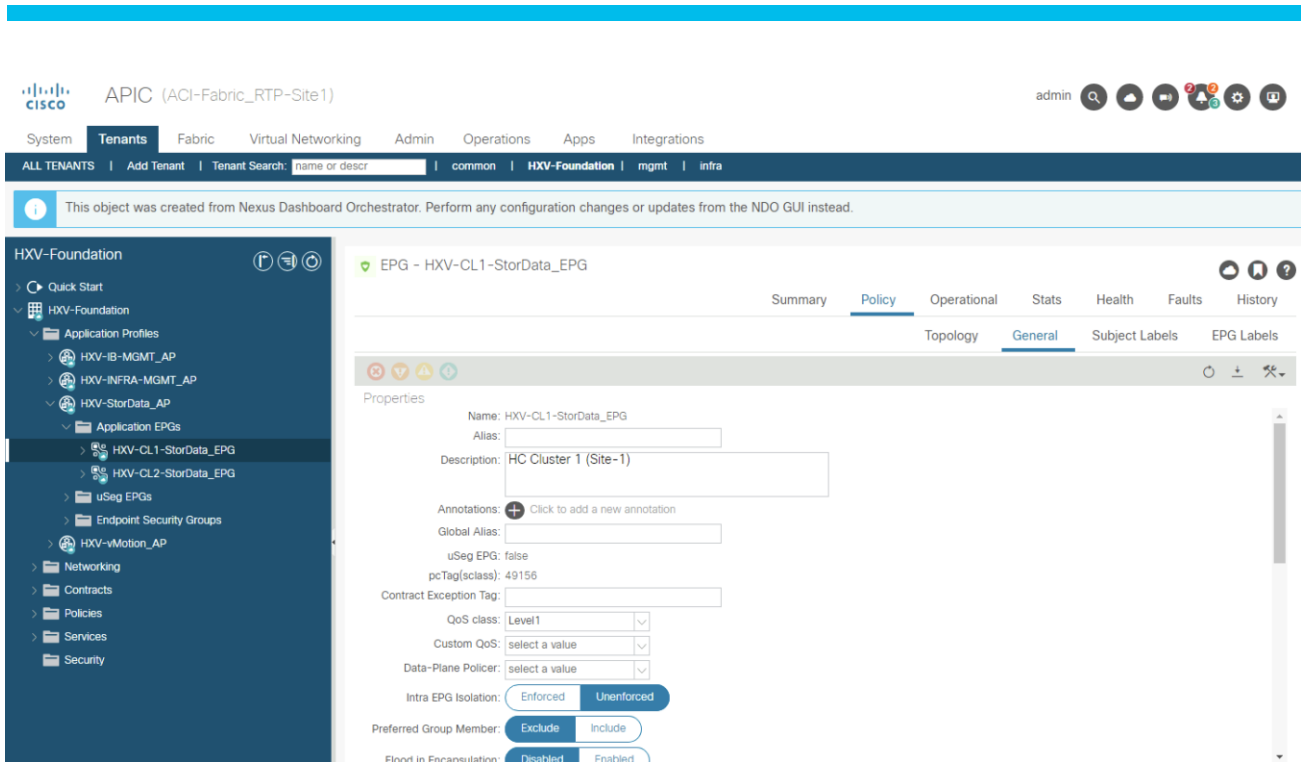 CISCO APIC (ACI-Fabric_RTP-Site1) admin 2 2 3
System Tenants Fabric Virtual Networking Admin Operations Apps Integrations
ALL TENANTS | Add Tenant | Tenant Search: name or descr | common | HXV-Foundation | mgmt | infra
i This object was created from Nexus Dashboard Orchestrator. Perform any configuration changes or updates from the NDO GUI instead.
HXV-Foundation
Quick Start
HXV-Foundation
Application Profiles
HXV-IB-MGMT_AP
HXV-INFRA-MGMT_AP
HXV-StorData_AP
Application EPGs
HXV-CL1-StorData_EPG
HXV-CL2-StorData_EPG
uSeg EPGs
Endpoint Security Groups
HXV-vMotion_AP
Networking
Contracts
Policies
Services
Security
EPG - HXV-CL1-StorData_EPG
Summary Policy Operational Stats Health Faults History
Topology General Subject Labels EPG Labels
Properties
Name: HXV-CL1-StorData_EPG
Alias:
Description: HC Cluster 1 (Site-1)
Annotations: Click to add a new annotation
Global Alias:
uSeg EPG: false
pcTag(sclass): 49156
Contract Exception Tag:
QoS class: Level1
Custom QoS: select a value
Data-Plane Policer: select a value
Intra EPG Isolation: Enforced Unenforced
Preferred Group Member: Exclude Include
Flood in Encapsulation: Disabled Enabled